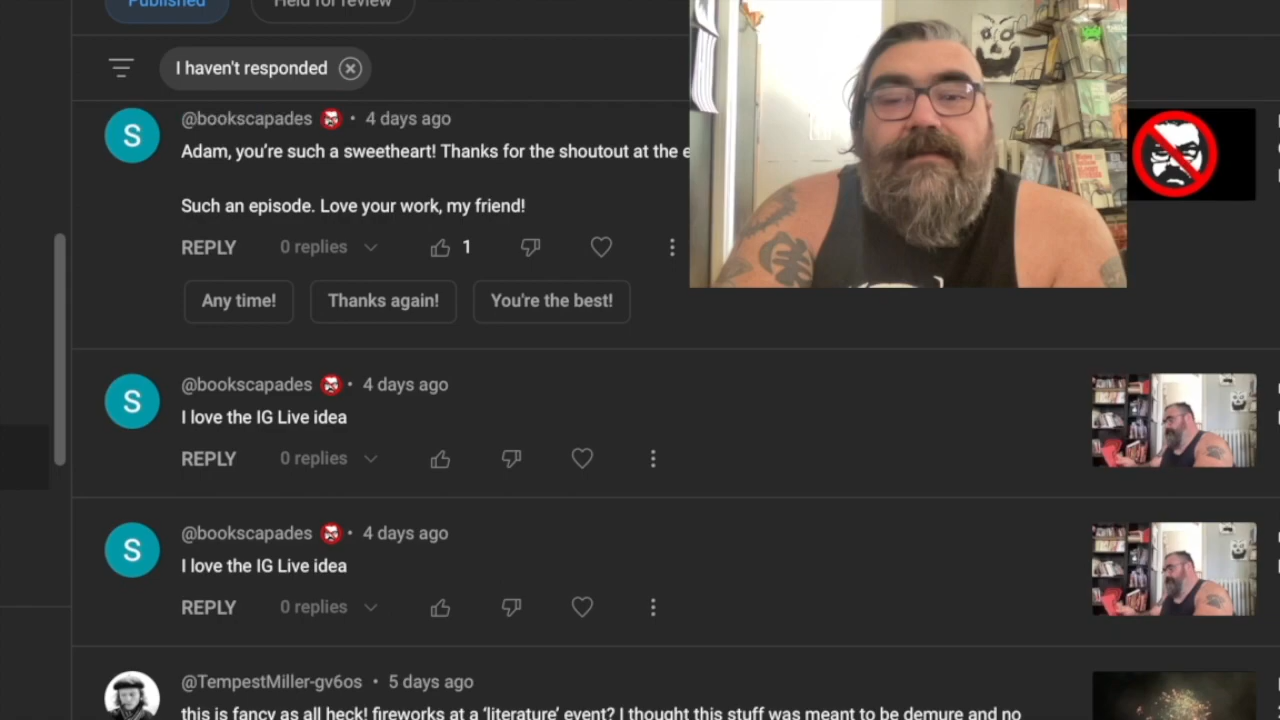 Published
Held for review
I haven't responded
@bookscapades • 4 days ago
Adam, you're such a sweetheart! Thanks for the shoutout at the
Such an episode. Love your work, my friend!
REPLY 0 replies 1
Any time! Thanks again! You're the best!
@bookscapades • 4 days ago
I love the IG Live idea
REPLY 0 replies
@bookscapades • 4 days ago
I love the IG Live idea
REPLY 0 replies
@TempestMiller-gv6os • 5 days ago
this is fancy as all heck! fireworks at a 'literature' event? I thought this stuff was meant to be demure and no
S
S
S